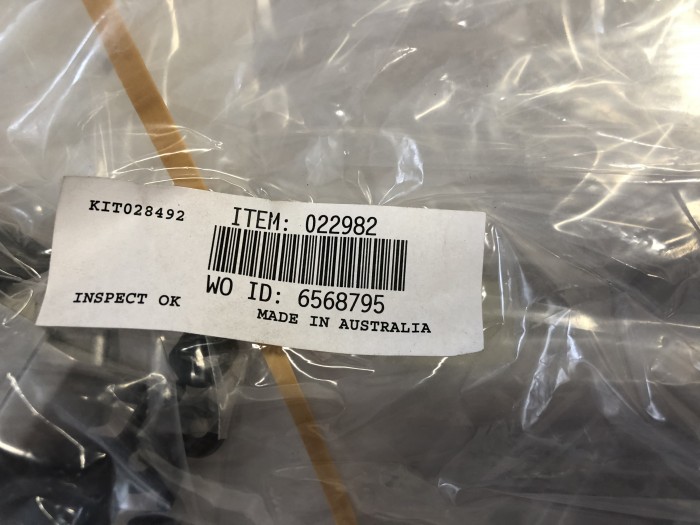 KIT028492
ITEM: 022982
WO ID: 6568795
INSPECT OK
MADE IN AUSTRALIA